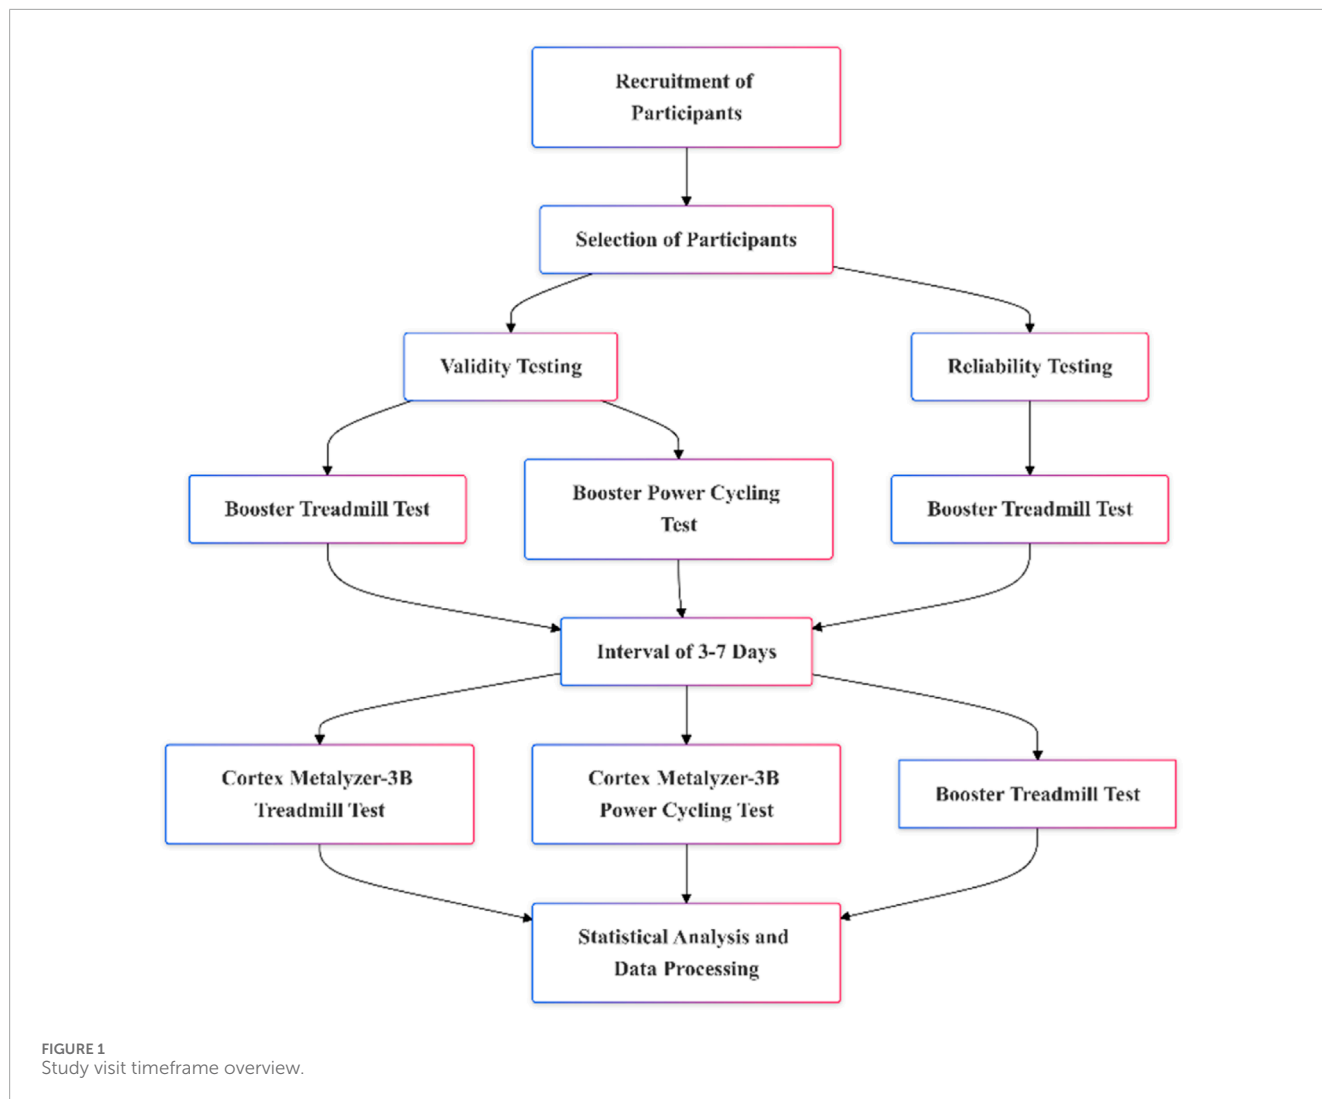 Recruitment of
Participants
Selection of Participants
Validity Testing
Reliability Testing
Booster Treadmill Test
Booster Power Cycling
Test
Booster Treadmill Test
Interval of 3-7 Days
Cortex Metalyzer-3B
Treadmill Test
Cortex Metalyzer-3B
Power Cycling Test
Booster Treadmill Test
Statistical Analysis and
Data Processing
FIGURE 1
Study visit timeframe overview.